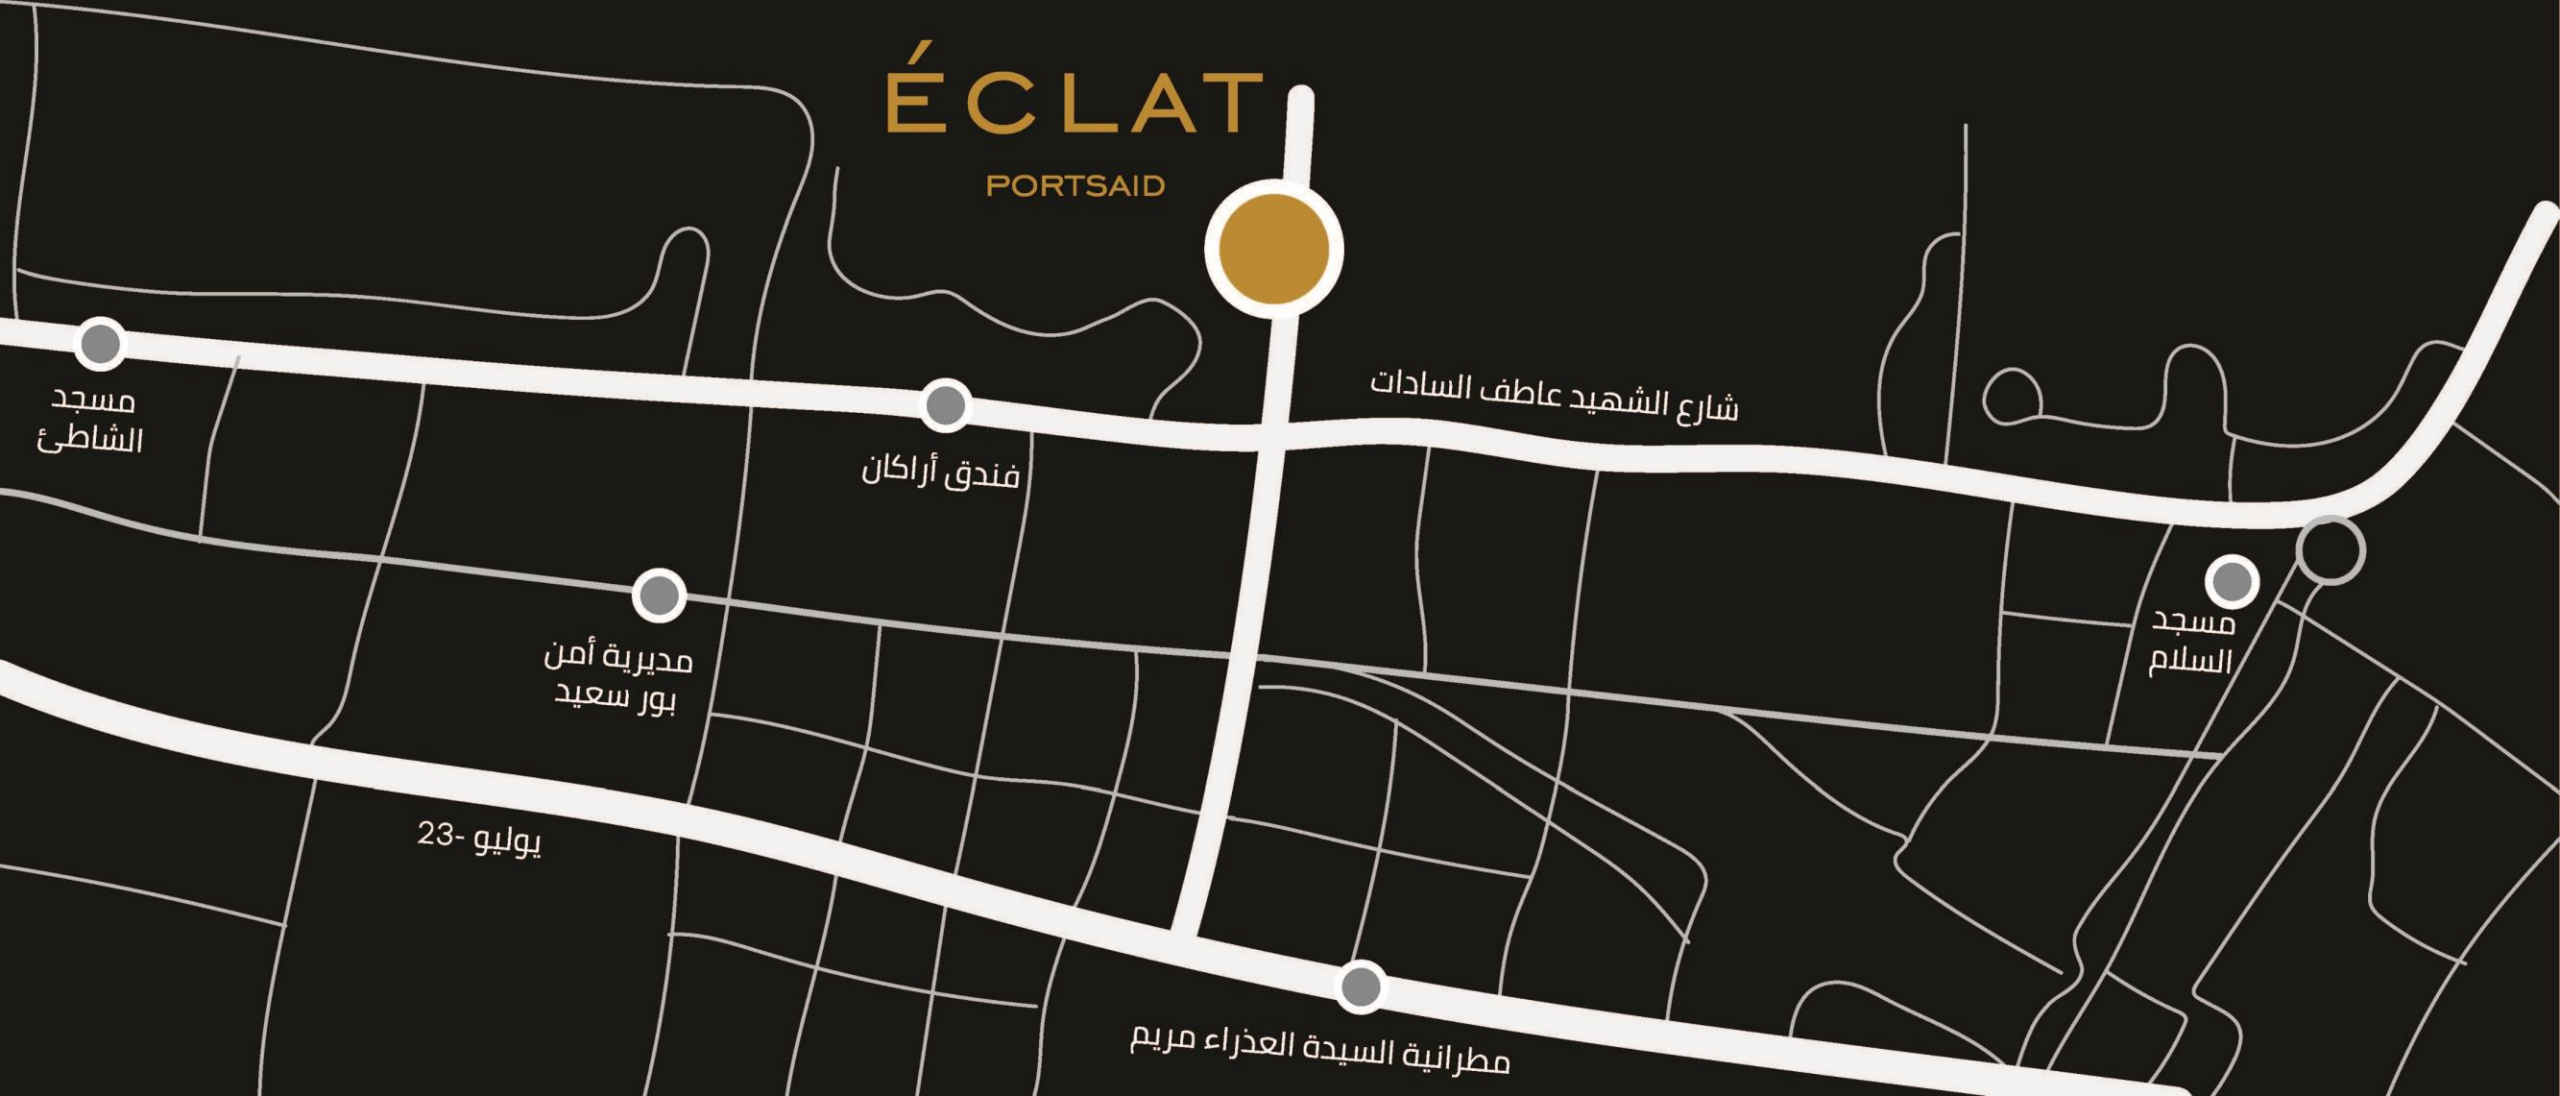 ÉCLAT
PORTSAID
شارع الشهيد عاطف السادات
مسجد
الشاطئ
فندق أراكان
مديرية أمن
بور سعيد
مسجد
السلام
23- يوليو
مطرانية السيدة العذراء مريم